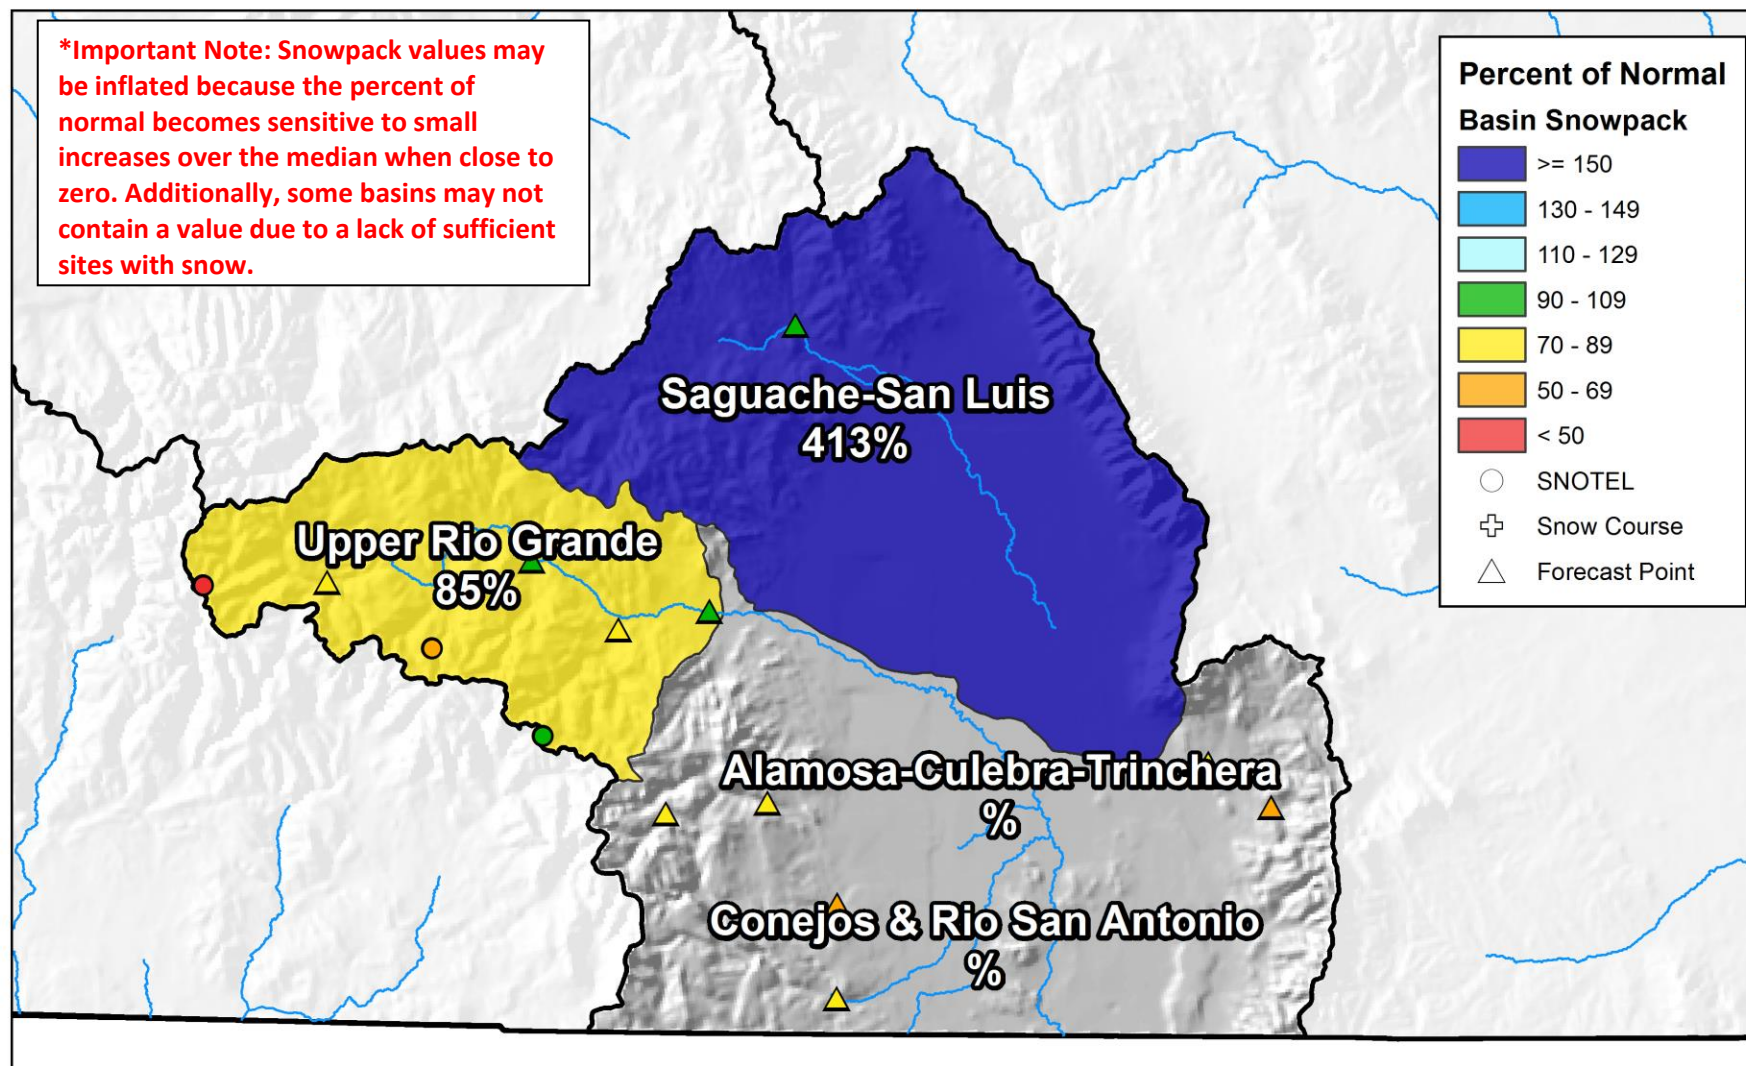 *Important Note: Snowpack values may
be inflated because the percent of
normal becomes sensitive to small
increases over the median when close to
zero. Additionally, some basins may not
contain a value due to a lack of sufficient
sites with snow.
Percent of Normal
Basin Snowpack
>= 150
130 - 149
110 - 129
90 - 109
70 - 89
50 - 69
< 50
SNOTEL
Snow Course
Forecast Point
Saguache-San Luis
413%
Upper Rio Grande
85%
Alamosa-Culebra-Trinchera
%
Conejos & Rio San Antonio
%